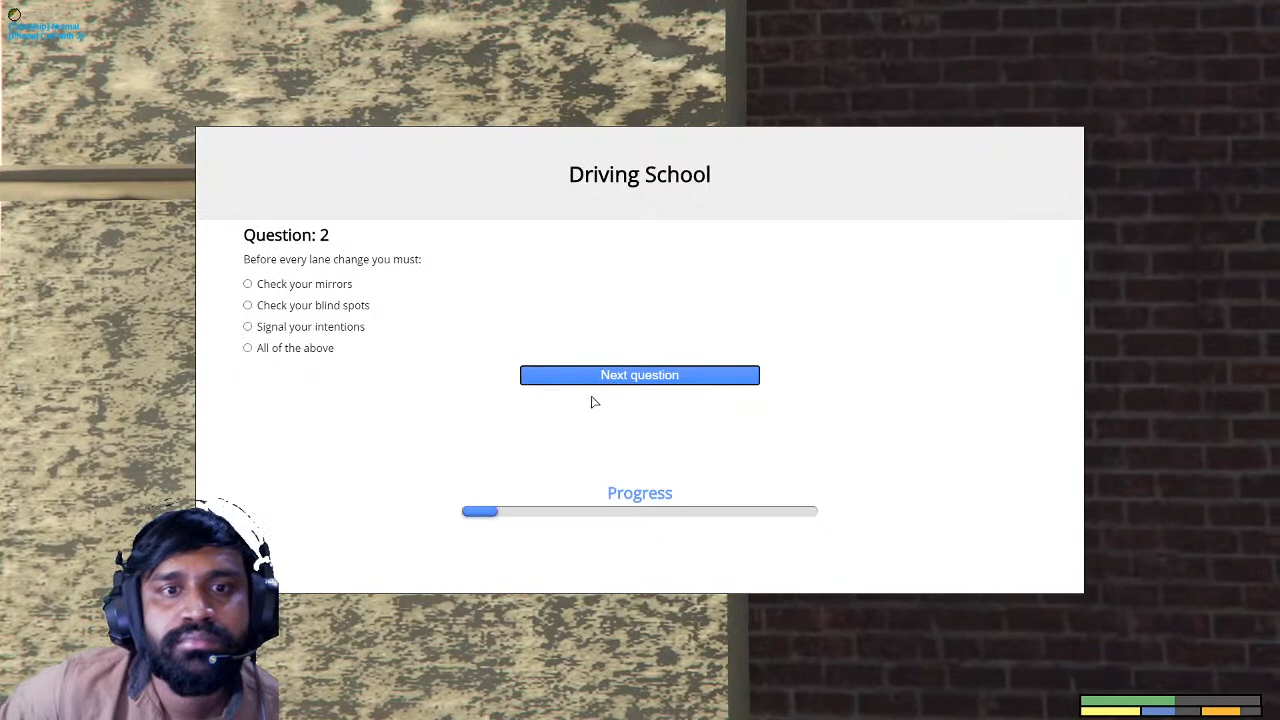 Driving School
Question: 2
Before every lane change you must:
Check your mirrors
Check your blind spots
Signal your intentions
All of the above
Next question
Progress